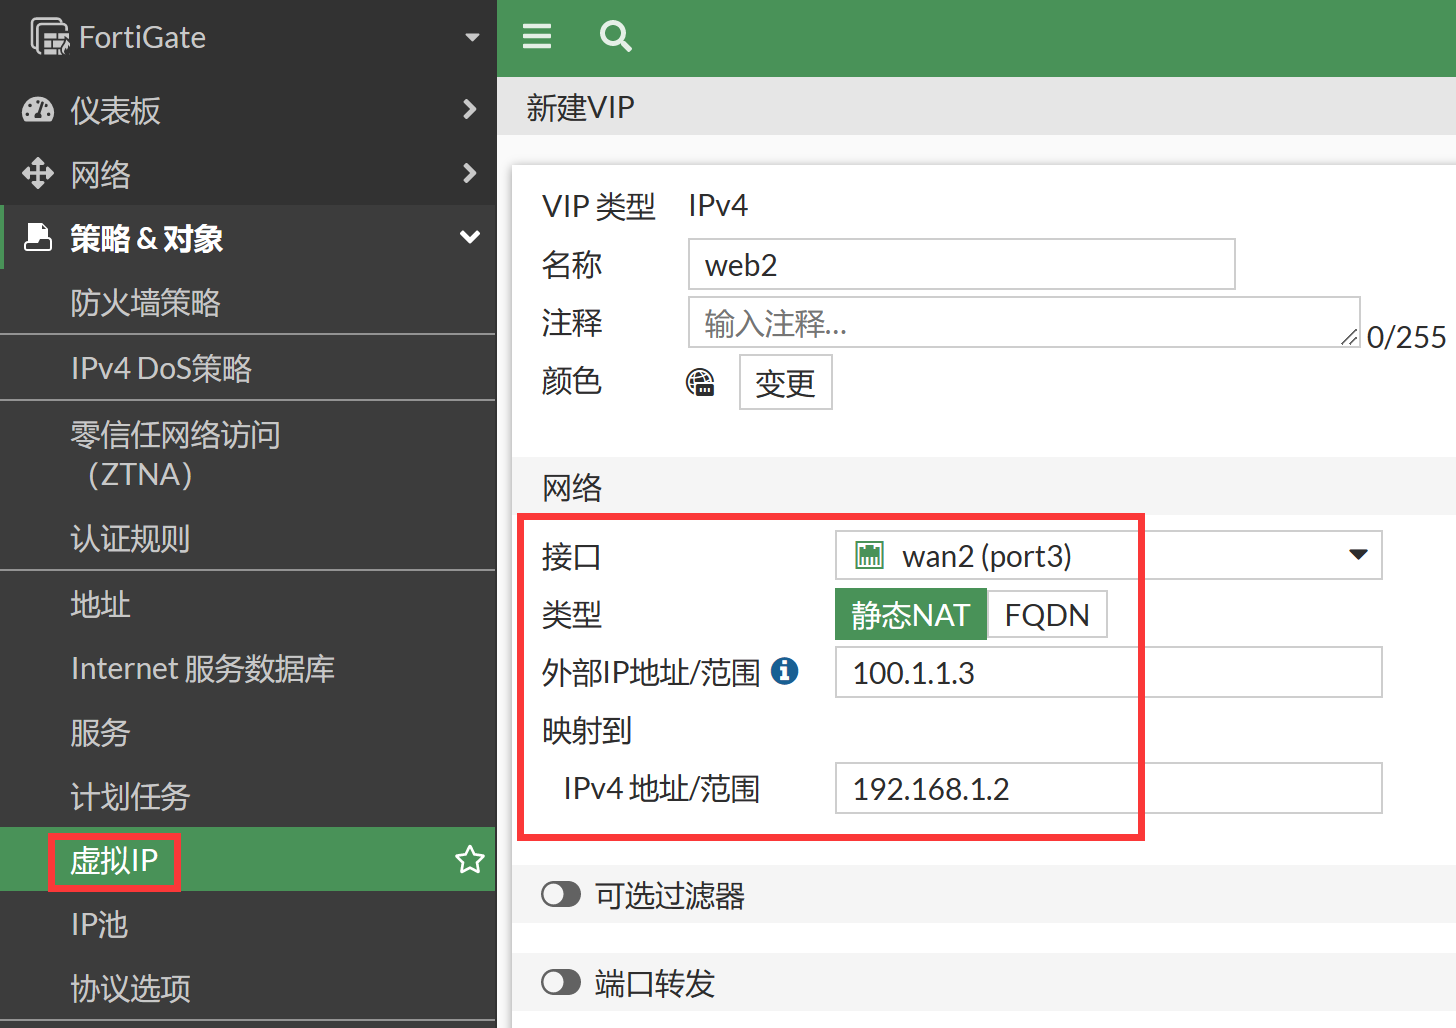 FortiGate
仪表板
网络
策略 & 对象
防火墙策略
IPv4 DoS策略
零信任网络访问
（ZTNA）
认证规则
地址
Internet 服务数据库
服务
计划任务
虚拟IP
IP池
协议选项
新建VIP
VIP 类型 IPv4
名称 web2
注释 输入注释... 0/255
颜色 变更
网络
接口 wan2 (port3)
类型 静态NAT FQDN
外部IP地址/范围 100.1.1.3
映射到
IPv4 地址/范围 192.168.1.2
可选过滤器
端口转发